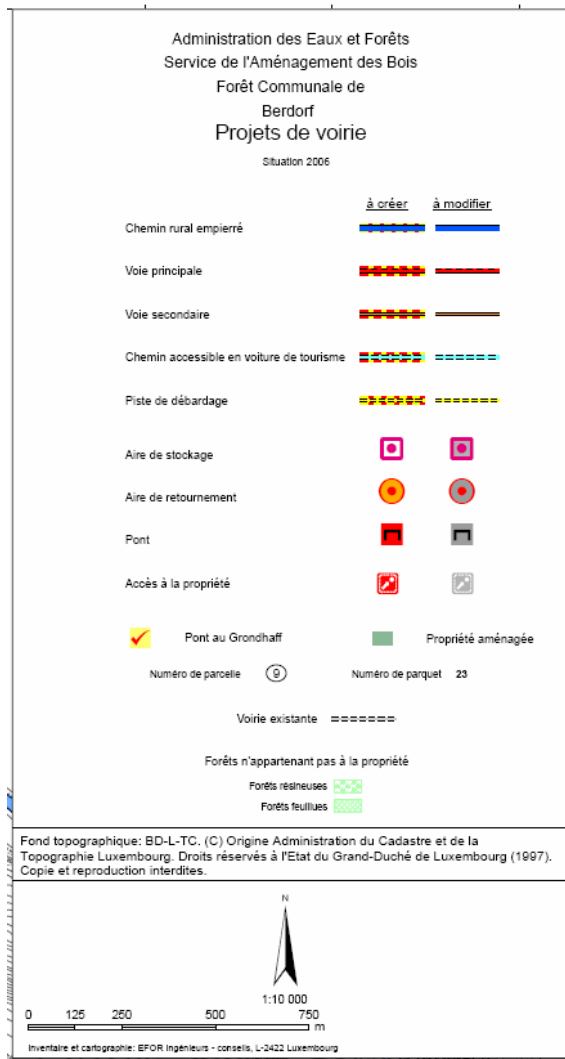 Administration des Eaux et Forêts
Service de l'Aménagement des Bois
Forêt Communale de
Berdorf
Projets de voirie
Situation 2006
à créer à modifier
Chemin rural empierré
Voie principale
Voie secondaire
Chemin accessible en voiture de tourisme
Piste de débardage
Aire de stockage
Aire de retournement
Pont
Accès à la propriété
Pont au Grondhaff Propriété aménagée
Numéro de parcelle 9 Numéro de parquet 23
Voirie existante
Forêts n'appartenant pas à la propriété
Forêts résineuses
Forêts feuillues
Fond topographique: BD-L-TC. (C) Origine Administration du Cadastre et de la
Topographie Luxembourg. Droits réservés à l'Etat du Grand-Duché de Luxembourg (1997).
Copie et reproduction interdites.
N
1:10 000
0 125 250 500 750
m
Inventaire et cartographie: EFOR Ingénieurs - conseils, L-2422 Luxembourg